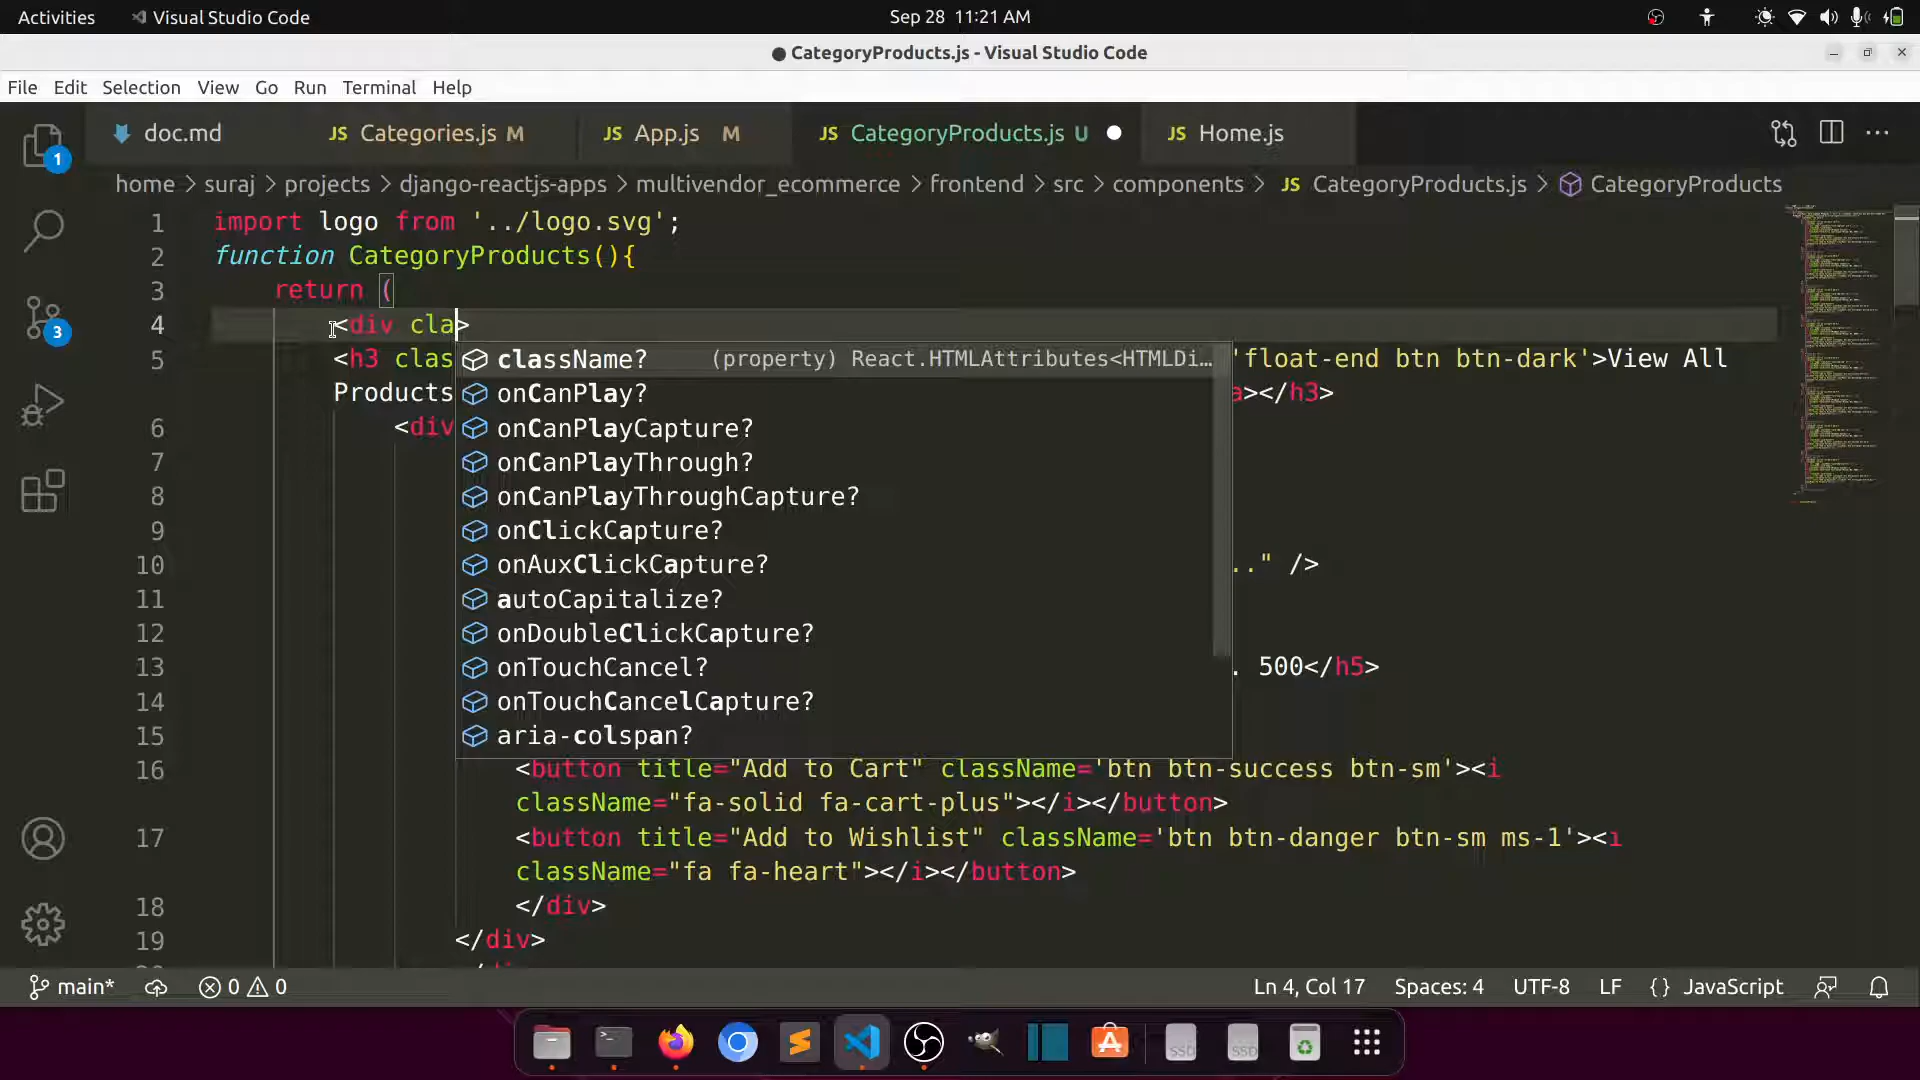 Activities Visual Studio Code Sep 28 11:21 AM
CategoryProducts.js - Visual Studio Code
File Edit Selection View Go Run Terminal Help
1 doc.md JS Categories.js M JS App.js M JS CategoryProducts.js U JS Home.js
home > suraj > projects > django-reactjs-apps > multivendor_ecommerce > frontend > src > components > JS CategoryProducts.js > CategoryProducts
1 import logo from '../logo.svg';
2 function CategoryProducts(){
3 return (
3
4 <div cla>
5 <h3 clas className? (property) React.HTMLAttributes<HTMLDi... 'float-end btn btn-dark'>View All
Products onCanPlay? a></h3>
6 <div onCanPlayCapture?
7 onCanPlayThrough?
8 onCanPlayThroughCapture?
9 onClickCapture?
10 onAuxClickCapture? .." />
11 autoCapitalize?
12 onDoubleClickCapture?
13 onTouchCancel? . 500</h5>
14 onTouchCancelCapture?
15 aria-colspan?
16 <button title="Add to Cart" className='btn btn-success btn-sm'><i
className="fa-solid fa-cart-plus"></i></button>
17 <button title="Add to Wishlist" className='btn btn-danger btn-sm ms-1'><i
className="fa fa-heart"></i></button>
18 </div>
19 </div>
main* 0 0 Ln 4, Col 17 Spaces: 4 UTF-8 LF {} JavaScript
SSD SSD